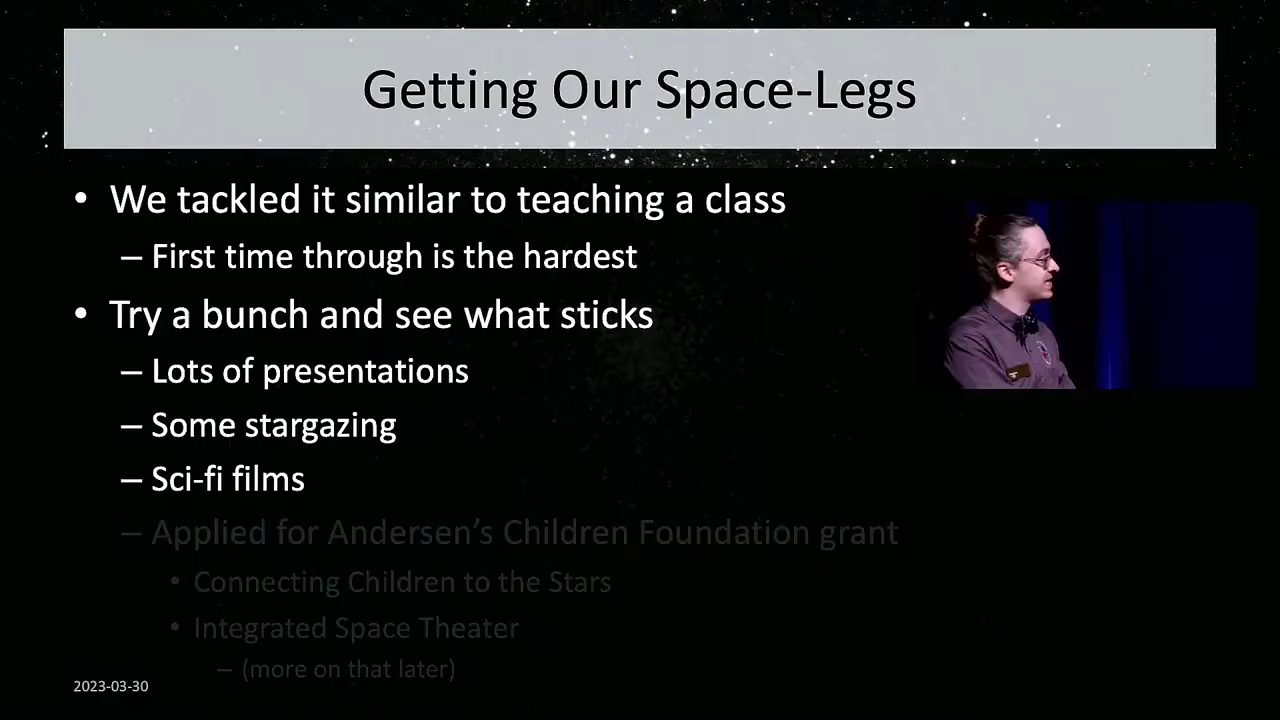 Getting Our Space-Legs
• We tackled it similar to teaching a class
– First time through is the hardest
• Try a bunch and see what sticks
– Lots of presentations
– Some stargazing
– Sci-fi films
– Applied for Andersen’s Children Foundation grant
• Connecting Children to the Stars
• Integrated Space Theater
– (more on that later)
2023-03-30